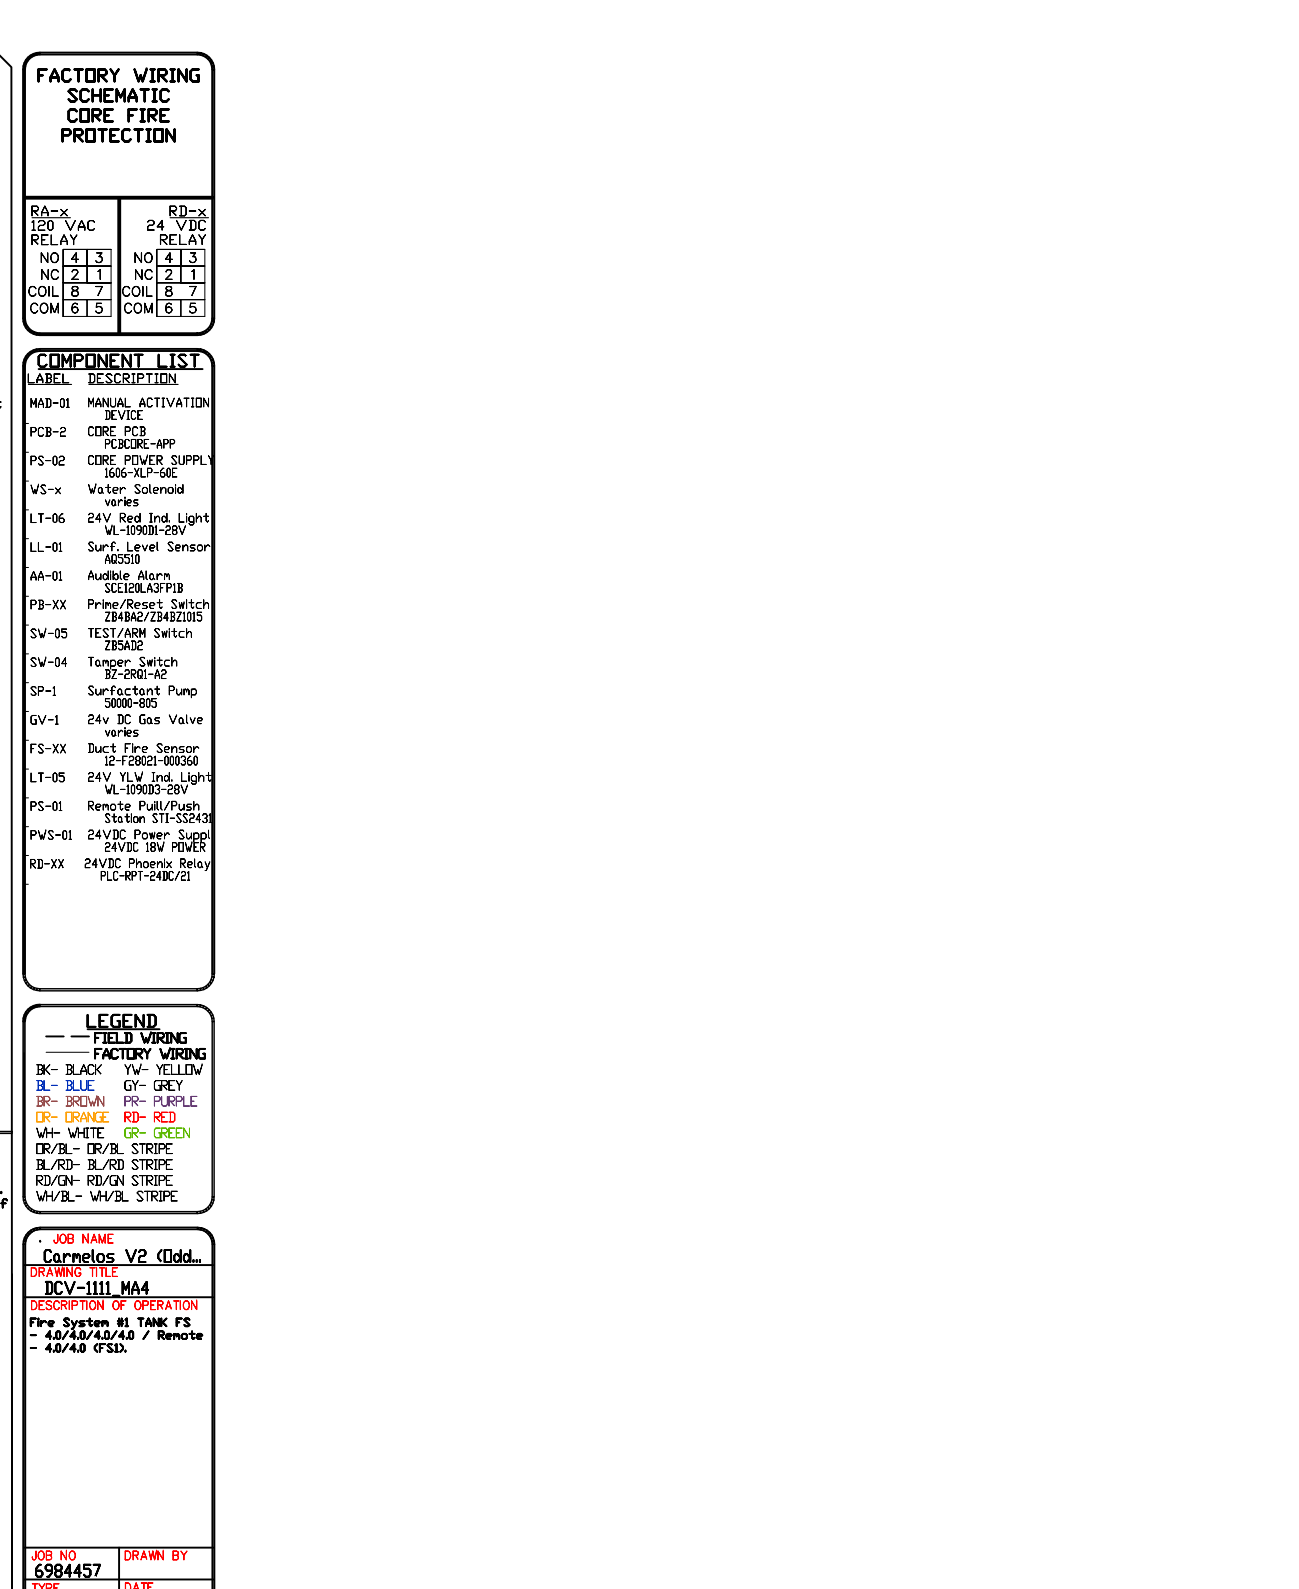 FACTORY WIRING
SCHEMATIC
CORE FIRE
PROTECTION
RA-x
120 VAC
RELAY
NO 4 3
NC 2 1
COIL 8 7
COM 6 5
RD-x
24 VDC
RELAY
NO 4 3
NC 2 1
COIL 8 7
COM 6 5
COMPONENT LIST
LABEL DESCRIPTION
MAD-01 MANUAL ACTIVATION
DEVICE
PCB-2 CORE PCB
PCBCORE-APP
PS-02 CORE POWER SUPPLY
1606-XLP-60E
WS-x Water Solenoid
varies
LT-06 24V Red Ind. Light
WL-1090D1-28V
LL-01 Surf. Level Sensor
AQ5510
AA-01 Audible Alarm
SCE120LA3FP1B
PB-XX Prime/Reset Switch
ZB4BA2/ZB4BZ1015
SW-05 TEST/ARM Switch
ZB5AD2
SW-04 Tamper Switch
BZ-2RQ1-A2
SP-1 Surfactant Pump
50000-805
GV-1 24v DC Gas Valve
varies
FS-XX Duct Fire Sensor
12-F28021-000360
LT-05 24V YLW Ind. Light
WL-1090D3-28V
PS-01 Remote Puill/Push
Station STI-SS2431
PWS-01 24VDC Power Suppl
24VDC 18W POWER
RD-XX 24VDC Phoenix Relay
PLC-RPT-24DC/21
LEGEND
FIELD WIRING
FACTORY WIRING
BK- BLACK YW- YELLOW
BL- BLUE GY- GREY
BR- BROWN PR- PURPLE
OR- ORANGE RD- RED
WH- WHITE GR- GREEN
OR/BL- OR/BL STRIPE
BL/RD- BL/RD STRIPE
RD/GN- RD/GN STRIPE
WH/BL- WH/BL STRIPE
. JOB NAME
Carmelos V2 (Odd...
DRAWING TITLE
DCV-1111_MA4
DESCRIPTION OF OPERATION
Fire System #1 TANK FS
- 4.0/4.0/4.0/4.0 / Remote
- 4.0/4.0 (FS1).
JOB NO DRAWN BY
6984457
TYPE DATE